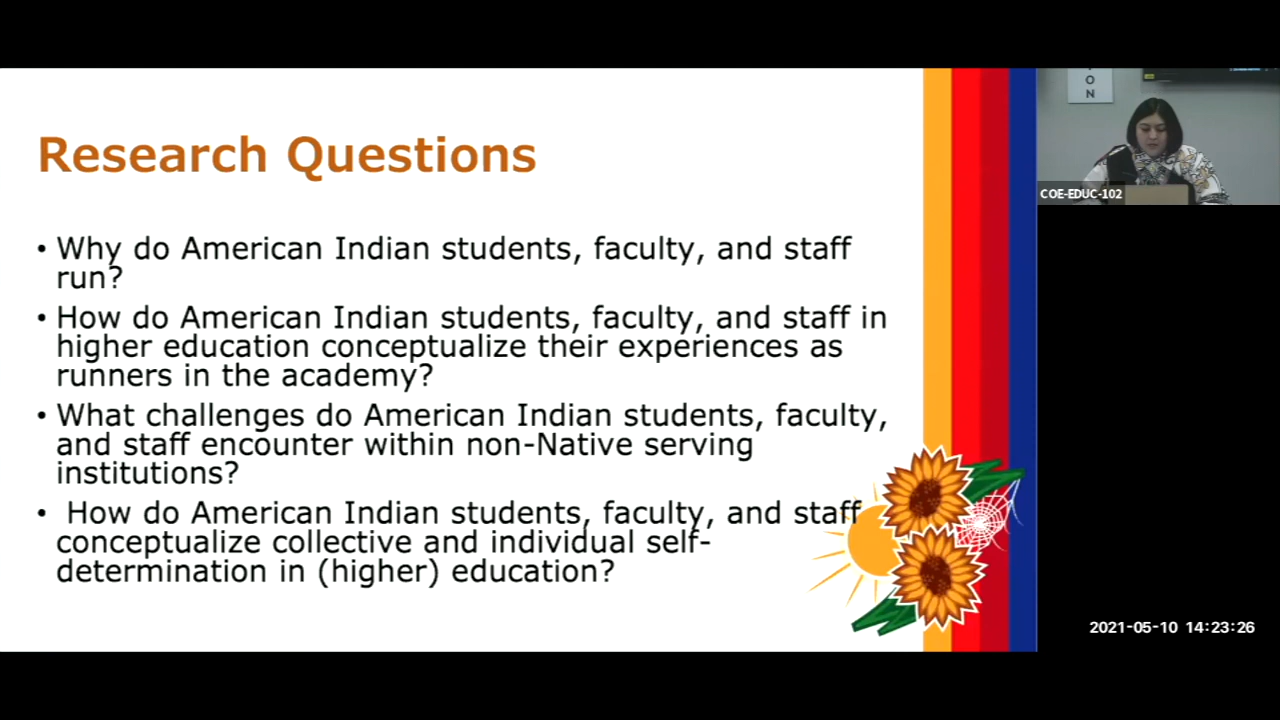 Research Questions
• Why do American Indian students, faculty, and staff
run?
• How do American Indian students, faculty, and staff in
higher education conceptualize their experiences as
runners in the academy?
• What challenges do American Indian students, faculty,
and staff encounter within non-Native serving
institutions?
• How do American Indian students, faculty, and staff
conceptualize collective and individual self-
determination in (higher) education?
O
N
COE-EDUC-102
2021-05-10 14:23:26